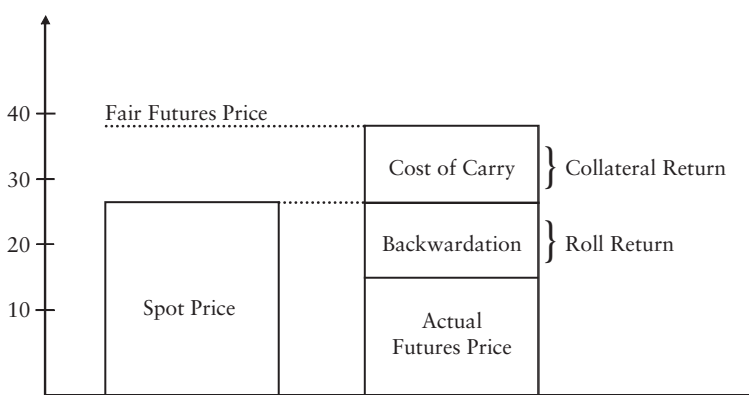 40
Fair Futures Price
30
Cost of Carry } Collateral Return
20
Backwardation } Roll Return
10
Spot Price
Actual
Futures Price